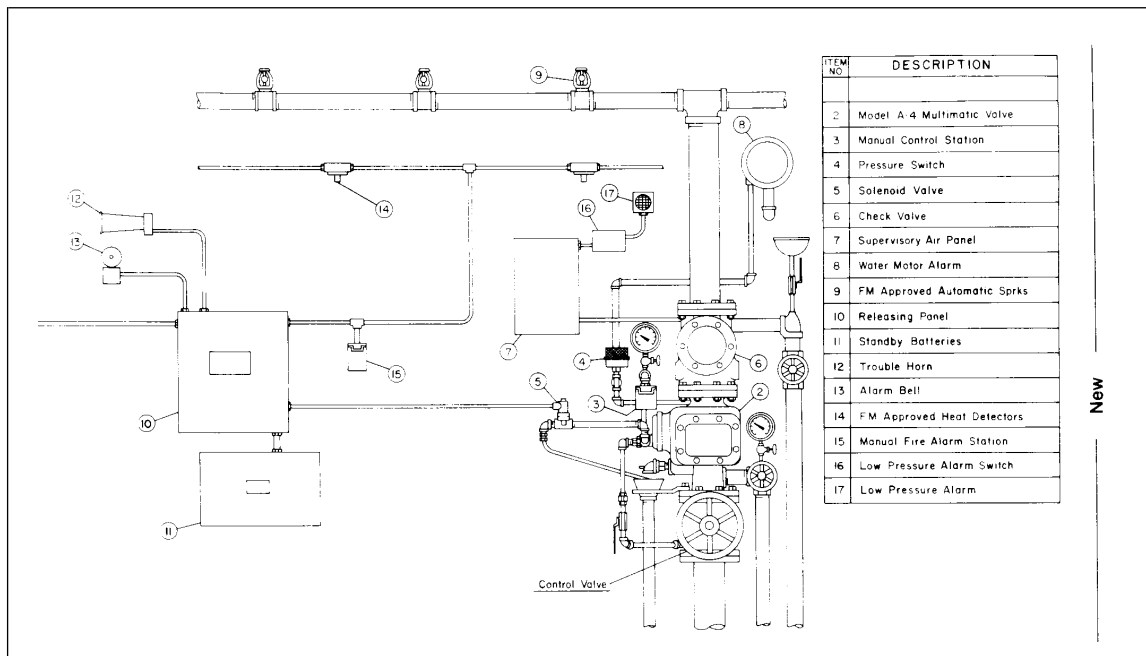 ITEM NO DESCRIPTION
2 Model A-4 Multimatic Valve
3 Manual Control Station
4 Pressure Switch
5 Solenoid Valve
6 Check Valve
7 Supervisory Air Panel
8 Water Motor Alarm
9 FM Approved Automatic Sprks
10 Releasing Panel
11 Standby Batteries
12 Trouble Horn
13 Alarm Bell
14 FM Approved Heat Detectors
15 Manual Fire Alarm Station
16 Low Pressure Alarm Switch
17 Low Pressure Alarm
9
8
12
14
17
16
13
7
15
4
6
5
3
2
10
11
Control Valve
New